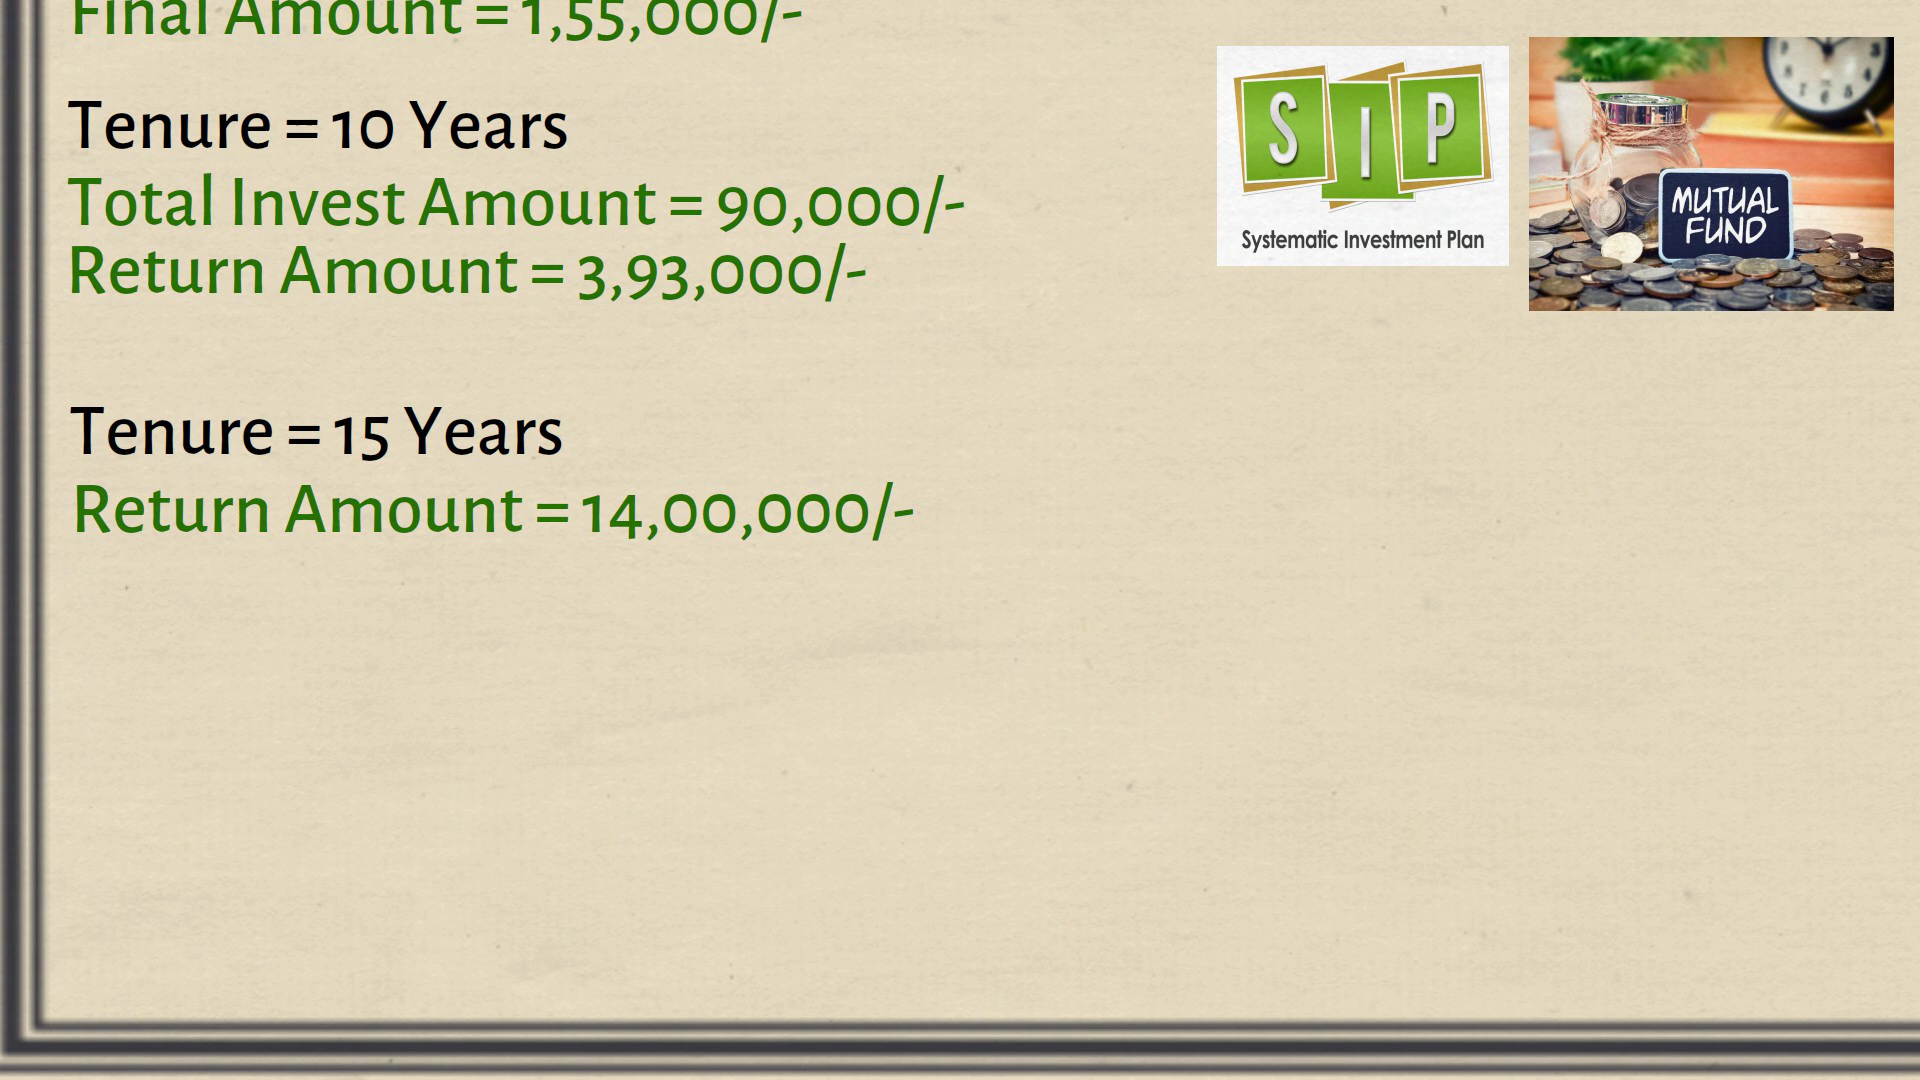 Final Amount = 1,55,000/-
Tenure = 10 Years
Total Invest Amount = 90,000/-
Return Amount = 3,93,000/-
Tenure = 15 Years
Return Amount = 14,00,000/-
SIP
Systematic Investment Plan
MUTUAL
FUND